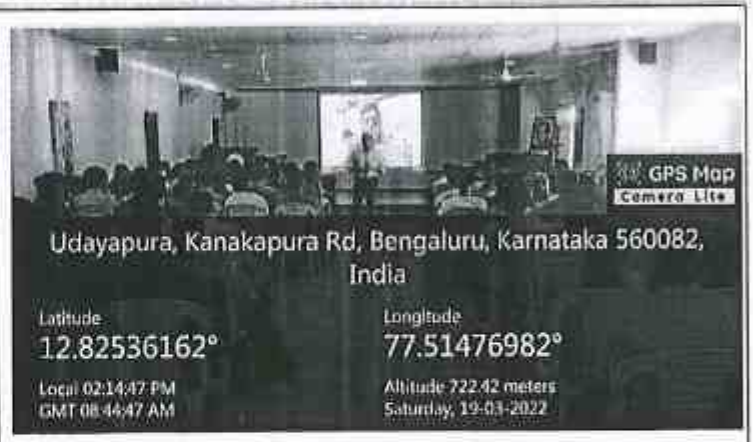 GPS Map
Camera Lite
Udayapura, Kanakapura Rd, Bengaluru, Karnataka 560082,
India
Latitude
12.82536162°
Longitude
77.51476982°
Local 02:14:47 PM
GMT 08:44:47 AM
Altitude 722.42 meters
Saturday, 19-03-2022